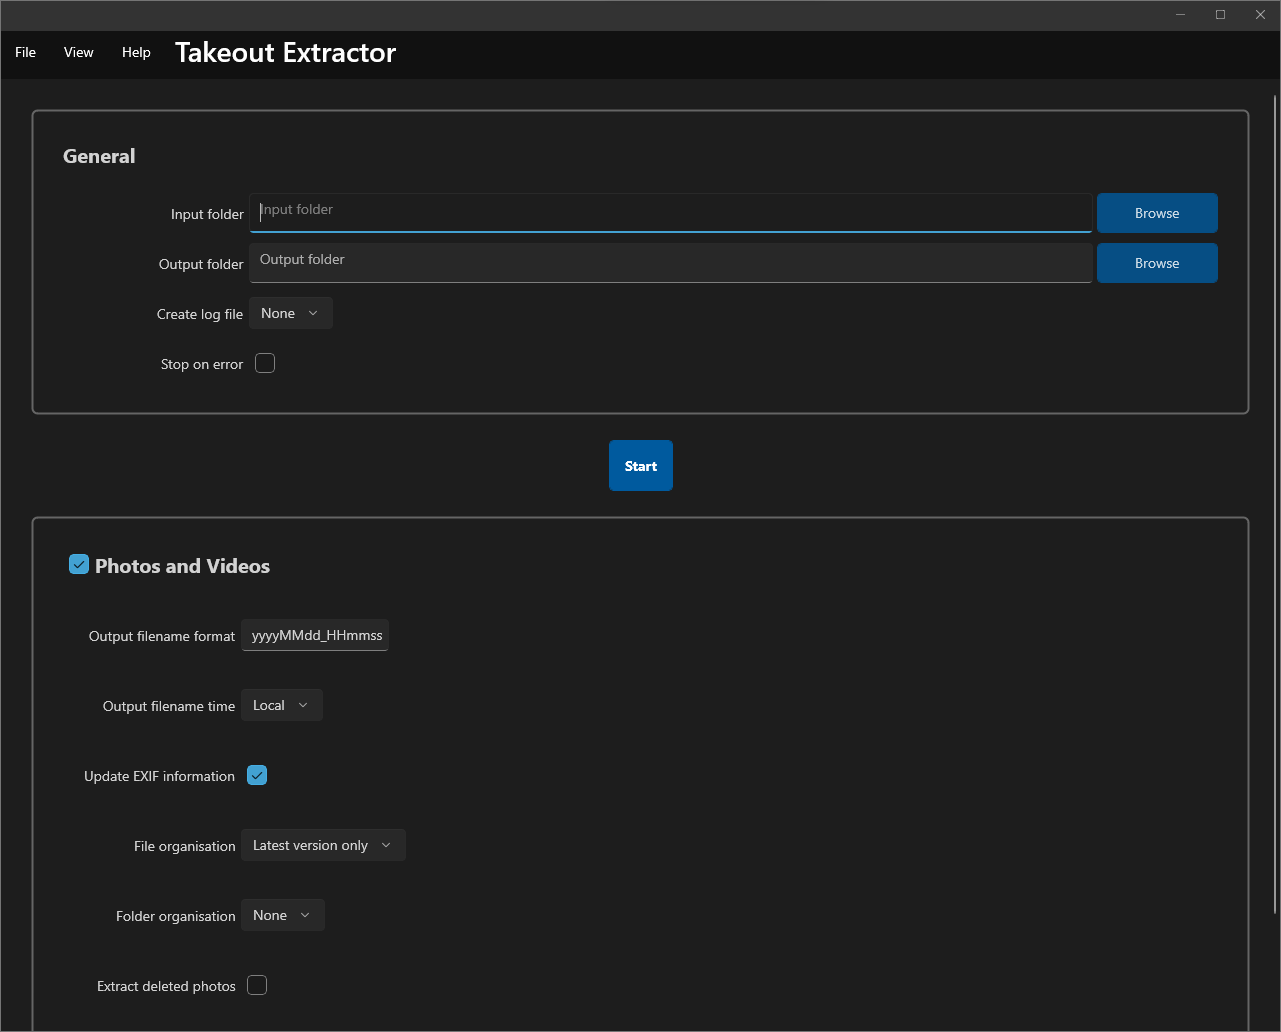 File View Help Takeout Extractor
General
Input folder Input folder Browse
Output folder Output folder Browse
Create log file None
Stop on error
Start
Photos and Videos
Output filename format yyyyMMdd_HHmmss
Output filename time Local
Update EXIF information
File organisation Latest version only
Folder organisation None
Extract deleted photos